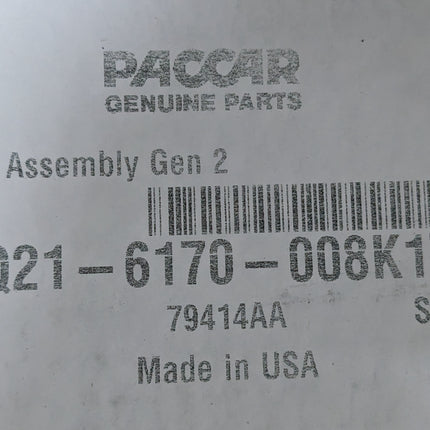 PACCAR
GENUINE PARTS
Assembly Gen 2
Q21-6170-008K1
79414AA
S
Made in USA